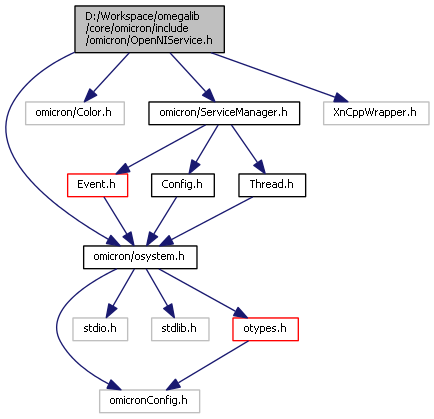 D:/Workspace/omegalib
/core/omicron/include
/omicron/OpenNIService.h
omicron/Color.h
omicron/ServiceManager.h
XnCppWrapper.h
Event.h
Config.h
Thread.h
omicron/osystem.h
stdio.h
stdlib.h
otypes.h
omicronConfig.h